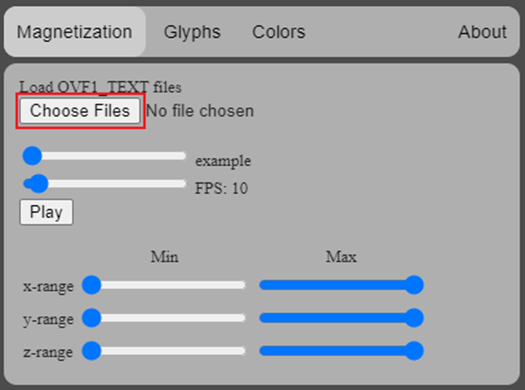 Magnetization Glyphs Colors About
Load OVF1_TEXT files
Choose Files No file chosen
example
FPS: 10
Play
Min Max
x-range
y-range
z-range